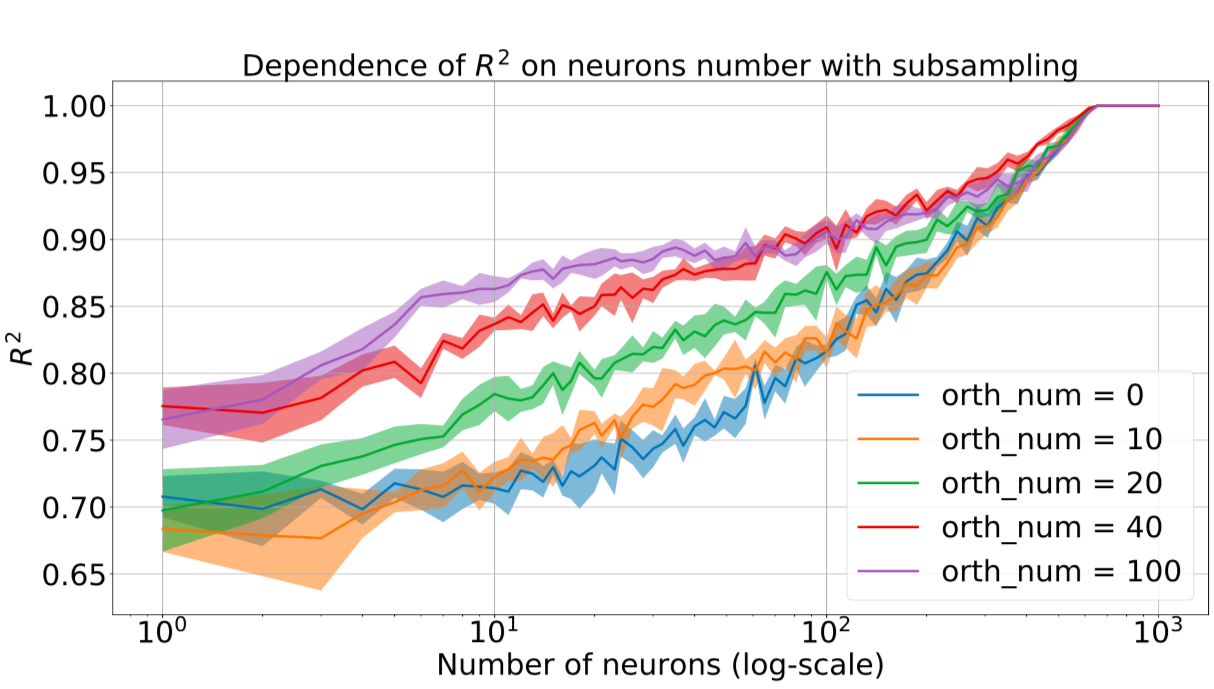 Dependence of R² on neurons number with subsampling
1.00
0.95
0.90
0.85
0.80
0.75
0.70
0.65
R²
orth_num = 0
orth_num = 10
orth_num = 20
orth_num = 40
orth_num = 100
10⁰ 10¹ 10² 10³
Number of neurons (log-scale)